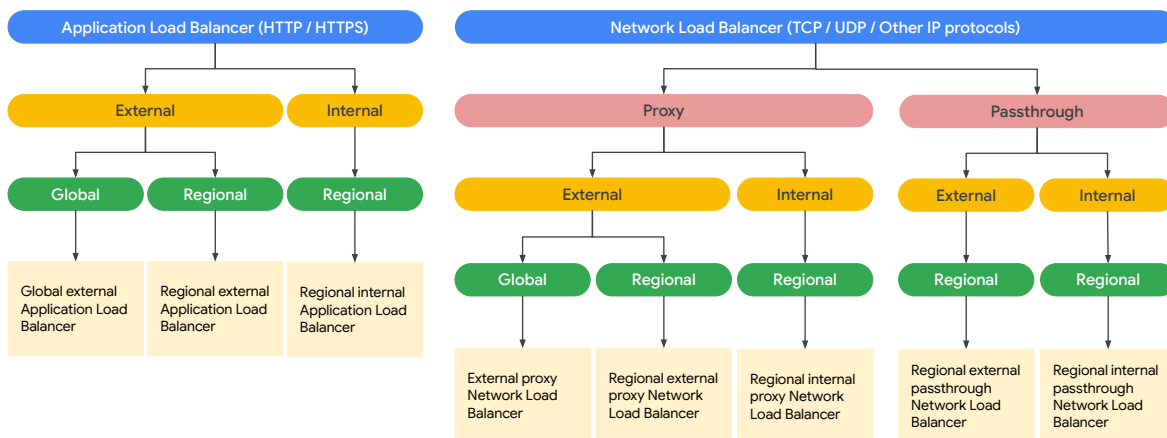 Application Load Balancer (HTTP / HTTPS)
Network Load Balancer (TCP / UDP / Other IP protocols)
External
Internal
Proxy
Passthrough
Global
Regional
Regional
External
Internal
External
Internal
Global
Regional
Regional
Regional
Regional
Global external
Application Load
Balancer
Regional external
Application Load
Balancer
Regional internal
Application Load
Balancer
External proxy
Network Load
Balancer
Regional external
proxy Network
Load Balancer
Regional internal
proxy Network
Load Balancer
Regional external
passthrough
Network Load
Balancer
Regional internal
passthrough
Network Load
Balancer